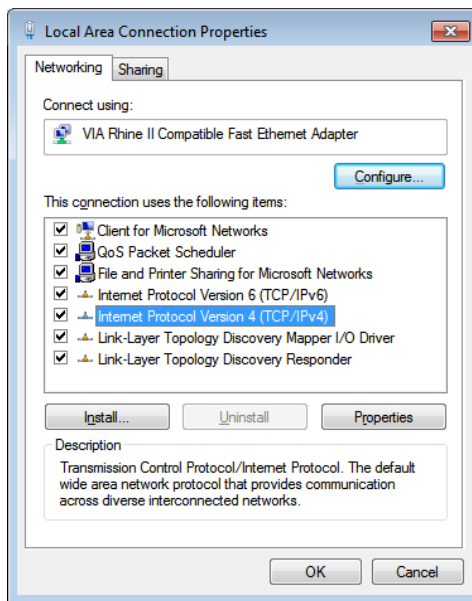 Local Area Connection Properties
Networking
Sharing
Connect using:
VIA Rhine II Compatible Fast Ethernet Adapter
Configure...
This connection uses the following items:
Client for Microsoft Networks
QoS Packet Scheduler
File and Printer Sharing for Microsoft Networks
Internet Protocol Version 6 (TCP/IPv6)
Internet Protocol Version 4 (TCP/IPv4)
Link-Layer Topology Discovery Mapper I/O Driver
Link-Layer Topology Discovery Responder
Install...
Uninstall
Properties
Description
Transmission Control Protocol/Internet Protocol. The default
wide area network protocol that provides communication
across diverse interconnected networks.
OK
Cancel